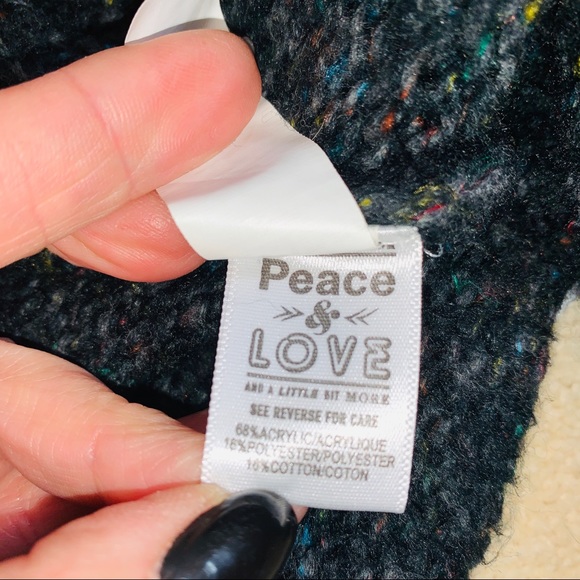 Peace
&
LOVE
AND A LITTLE BIT MORE
SEE REVERSE FOR CARE
68%ACRYLIC/ACRYLIQUE
16%POLYESTER/POLYESTER
16%COTTON/COTON